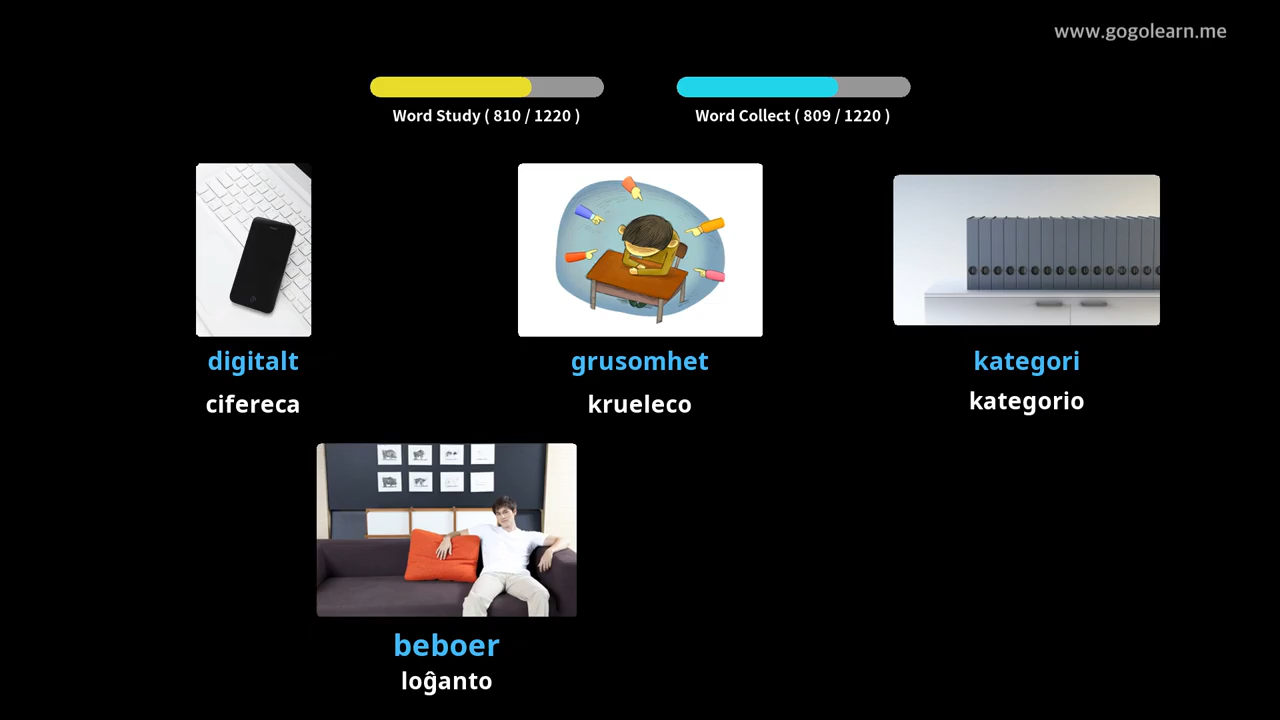 www.gogolearn.me
Word Study ( 810 / 1220 )
Word Collect ( 809 / 1220 )
digitalt
cifereca
grusomhet
krueleco
kategori
kategorio
beboer
loĝanto